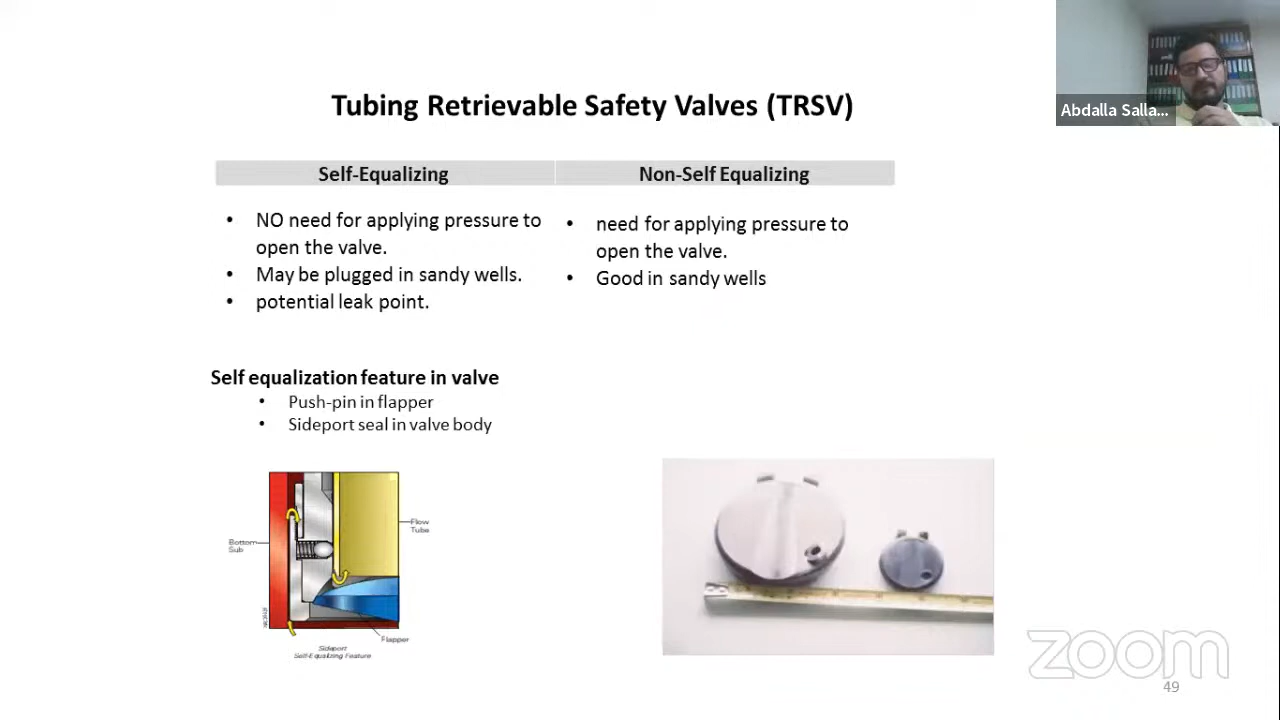 Abdalla Salla...
Tubing Retrievable Safety Valves (TRSV)
Self-Equalizing
Non-Self Equalizing
• NO need for applying pressure to
open the valve.
• May be plugged in sandy wells.
• potential leak point.
• need for applying pressure to
open the valve.
• Good in sandy wells
Self equalization feature in valve
• Push-pin in flapper
• Sideport seal in valve body
Flow
Tube
Bottom
Sub
Flapper
Sideport
Self-Equalizing Feature
zoom
49